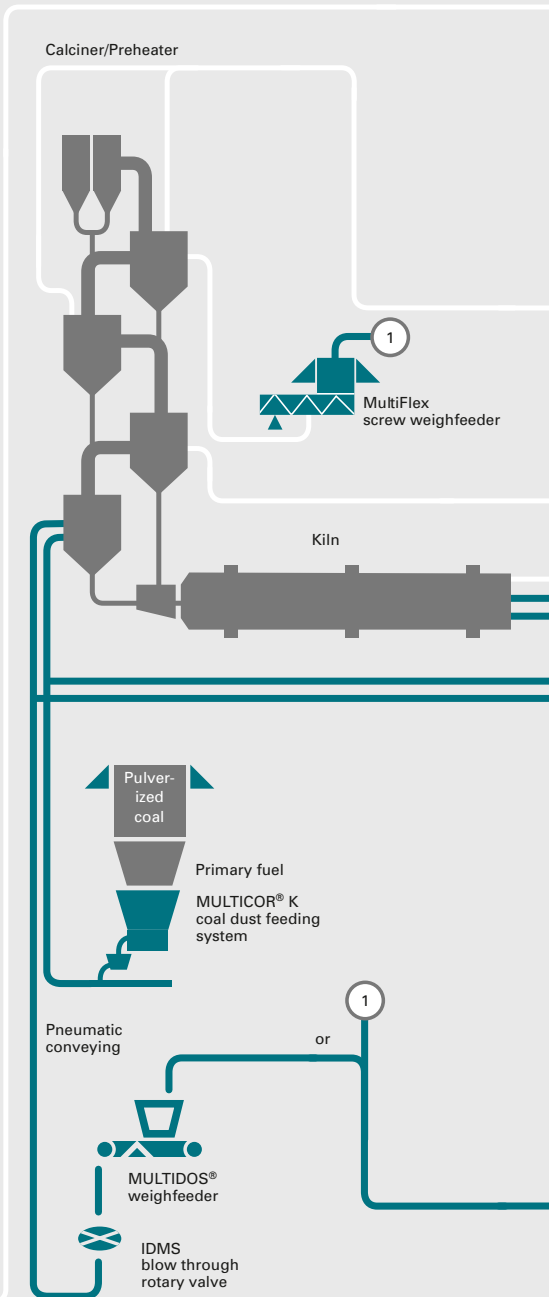 Calciner/Preheater
1
MultiFlex
screw weighfeeder
Kiln
Pulver-
ized
coal
Primary fuel
MULTICOR® K
coal dust feeding
system
1
Pneumatic
conveying
or
MULTIDOS®
weighfeeder
IDMS
blow through
rotary valve